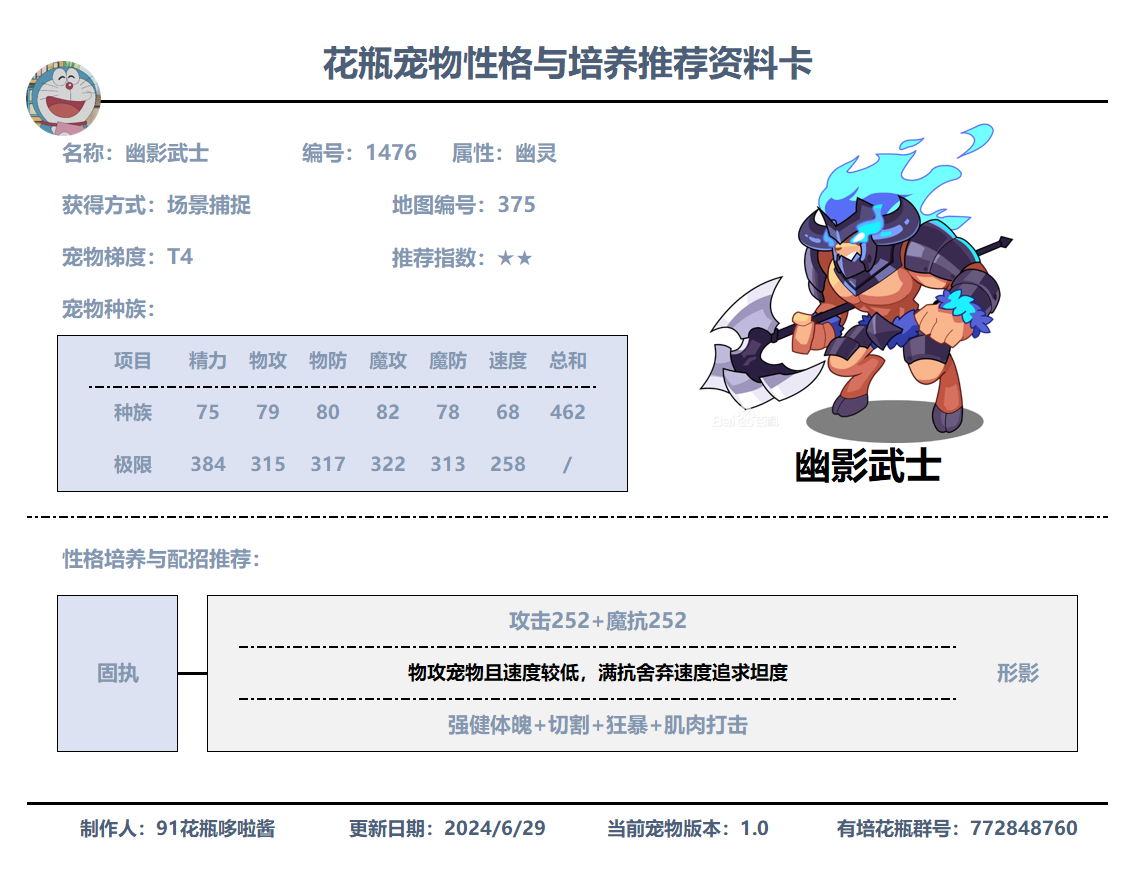 花瓶宠物性格与培养推荐资料卡
名称：幽影武士 编号：1476 属性：幽灵
获得方式：场景捕捉 地图编号：375
宠物梯度：T4 推荐指数：★★
宠物种族：
项目 精力 物攻 物防 魔攻 魔防 速度 总和
种族 75 79 80 82 78 68 462
极限 384 315 317 322 313 258 /
幽影武士
性格培养与配招推荐：
攻击252+魔抗252
固执 物攻宠物且速度较低，满抗舍弃速度追求坦度 形影
强健体魄+切割+狂暴+肌肉打击
制作人：91花瓶哆啦酱 更新日期：2024/6/29 当前宠物版本：1.0 有培花瓶群号：772848760